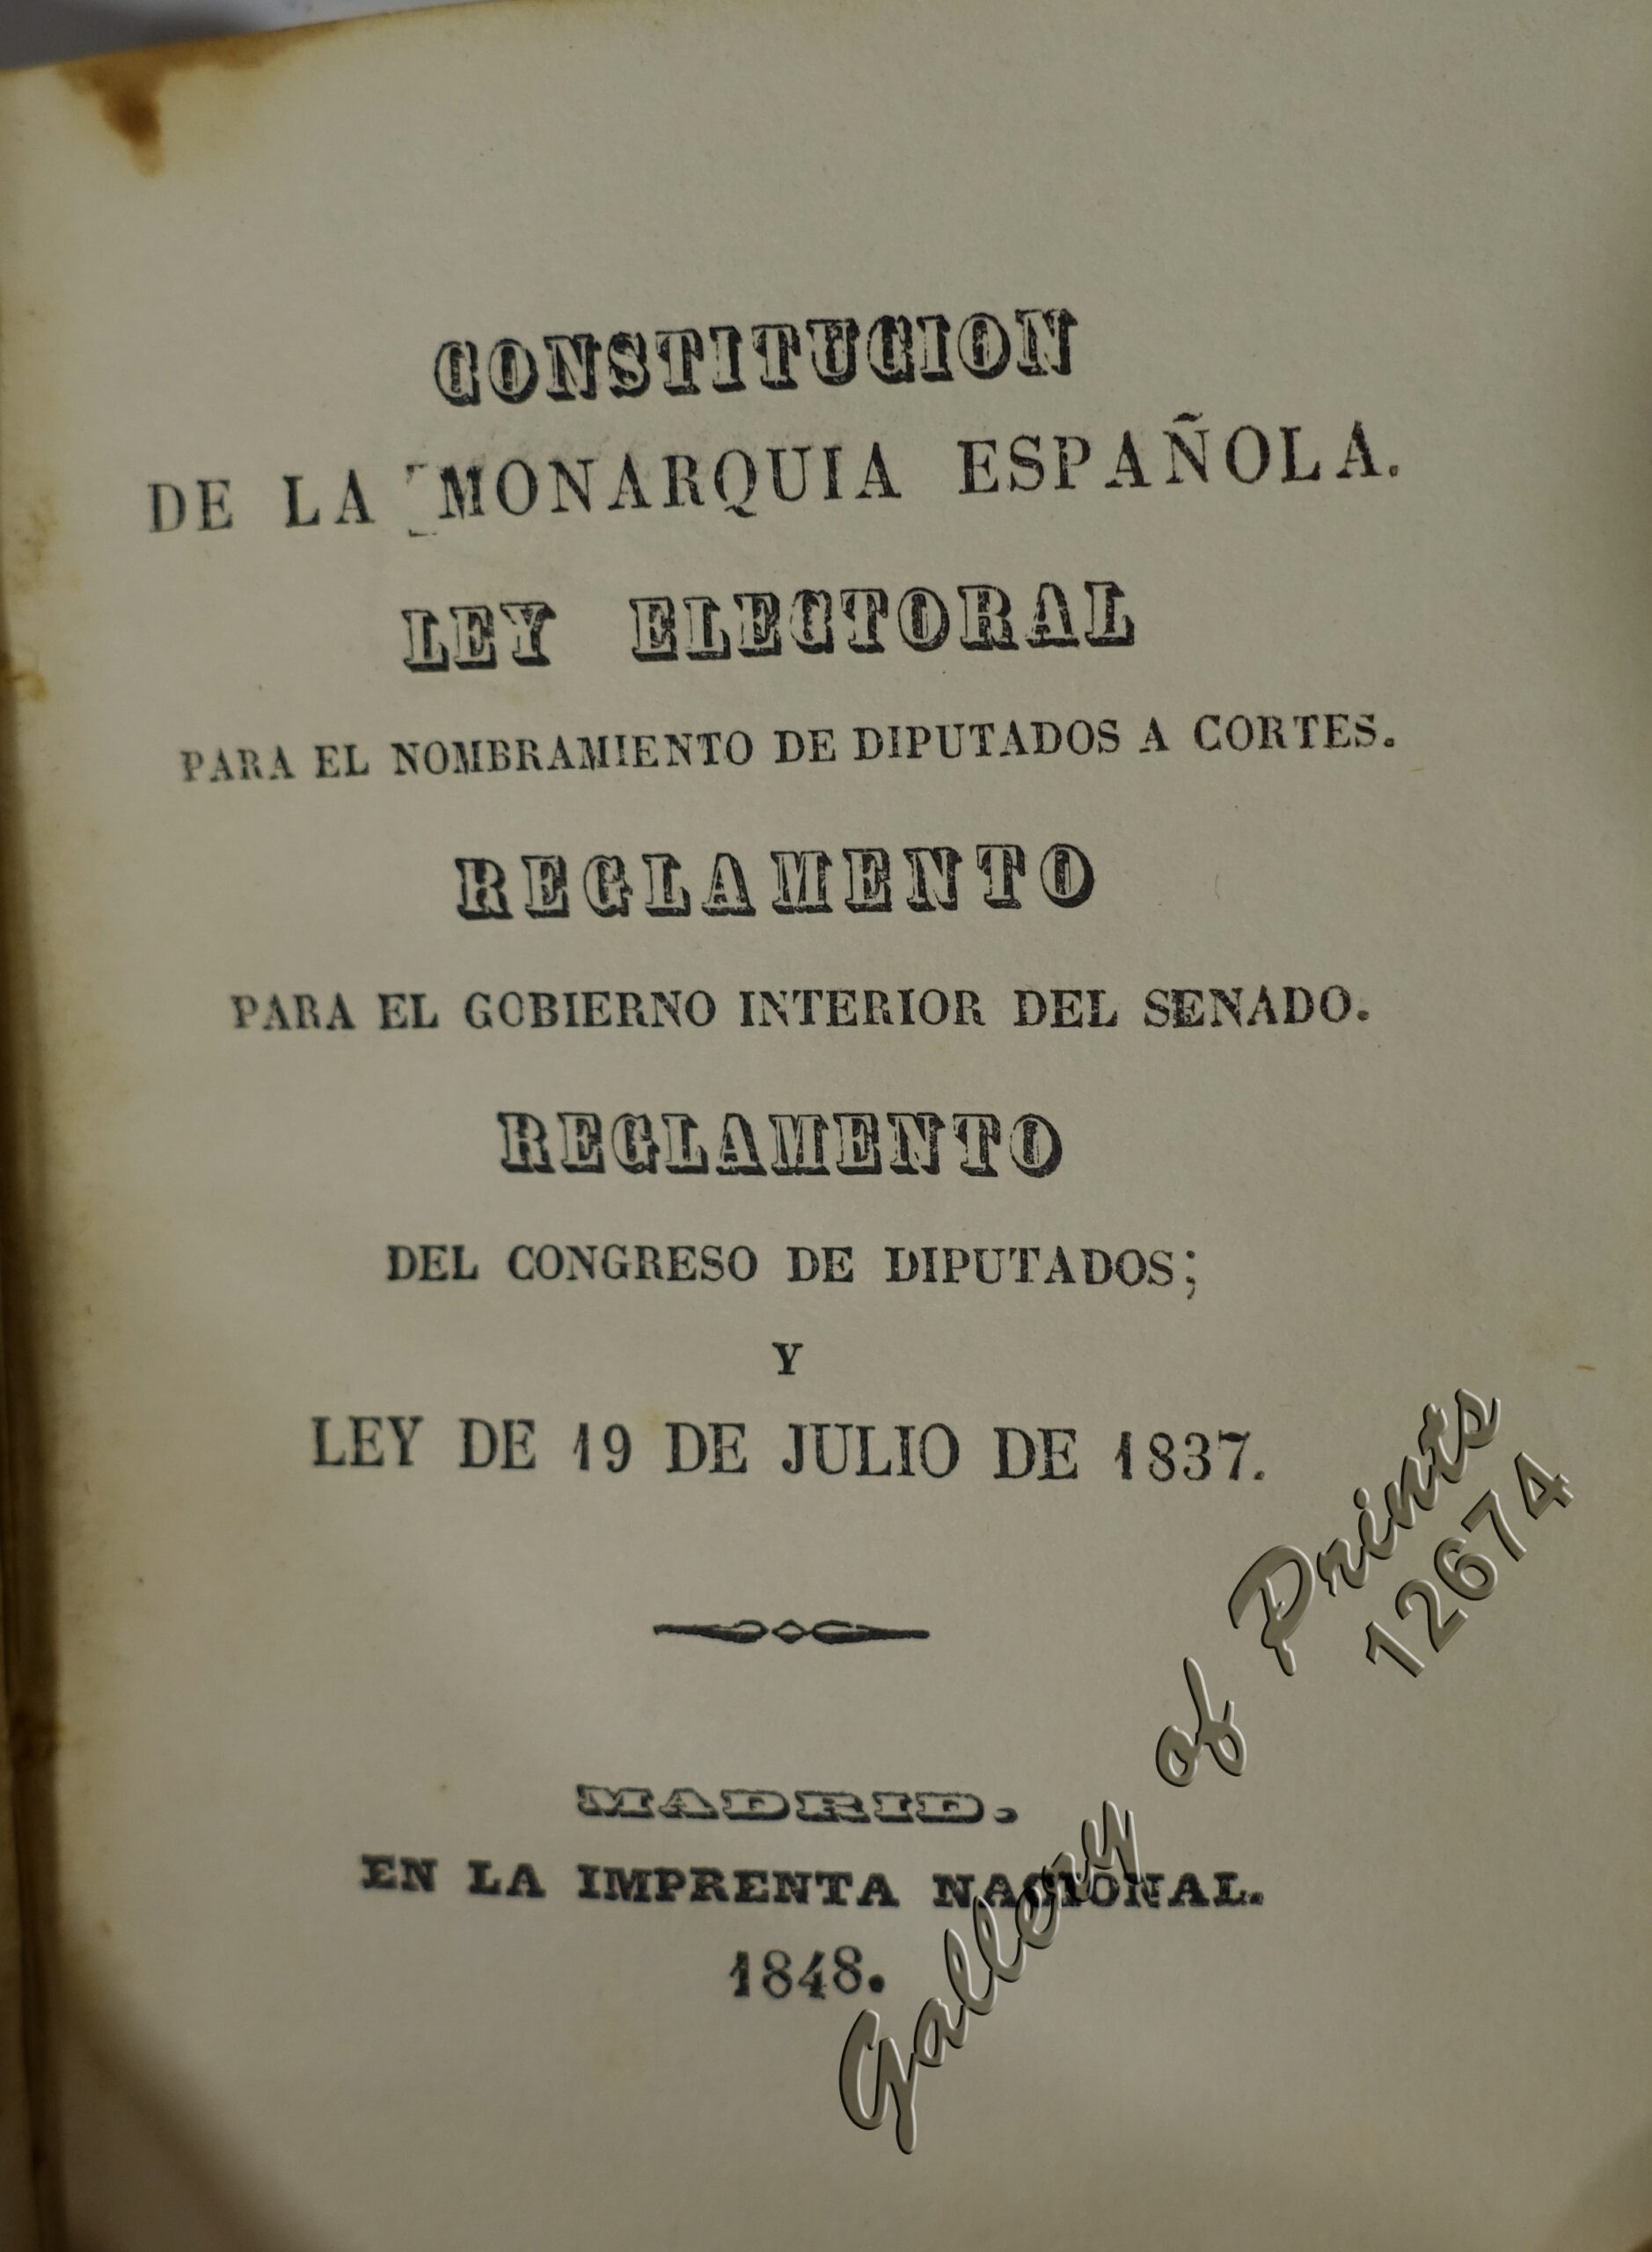 CONSTITUCION
DE LA MONARQUIA ESPAÑOLA.
LEY ELECTORAL
PARA EL NOMBRAMIENTO DE DIPUTADOS A CORTES.
REGLAMENTO
PARA EL GOBIERNO INTERIOR DEL SENADO.
REGLAMENTO
DEL CONGRESO DE DIPUTADOS;
Y
LEY DE 19 DE JULIO DE 1837.
MADRID.
EN LA IMPRENTA NACIONAL.
1848.
Gallery of Prints
12674